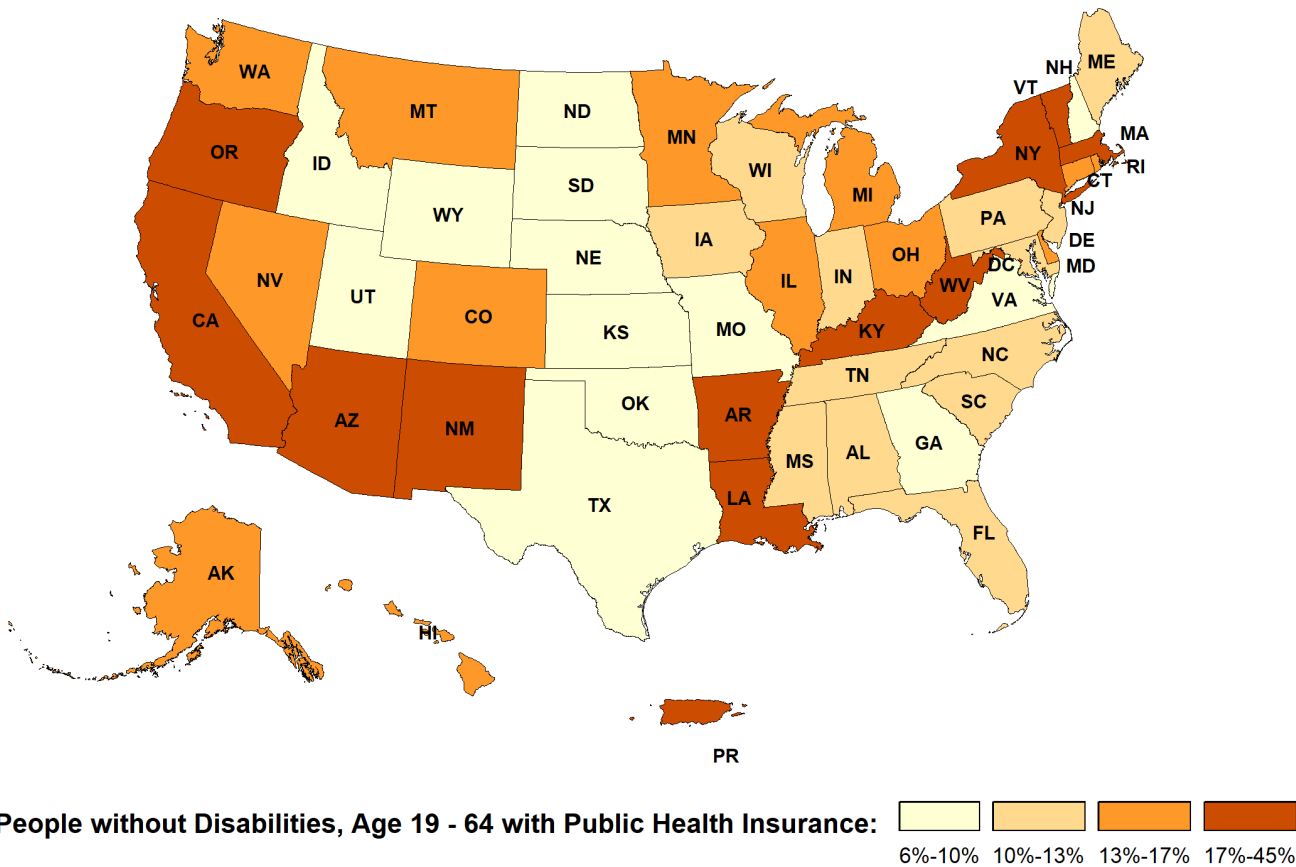 ME
NH
WA
VT
MT
ND
MA
MN
OR
NY
ID
WI
RI
SD
MI
CT
WY
NJ
PA
IA
DE
NE
OH
DC
MD
NV
IL
IN
WV
UT
VA
CO
CA
MO
KS
KY
NC
TN
OK
SC
AZ
NM
AR
GA
MS
AL
LA
TX
FL
AK
HI
PR
People without Disabilities, Age 19 - 64 with Public Health Insurance:
6%-10% 10%-13% 13%-17% 17%-45%